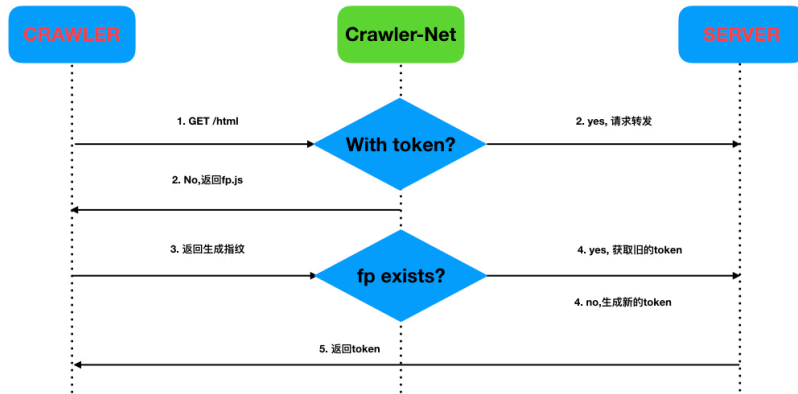 CRAWLER
Crawler-Net
SERVER
1. GET /html
With token?
2. yes, 请求转发
2. No,返回fp.js
3. 返回生成指纹
fp exists?
4. yes, 获取旧的token
4. no,生成新的token
5. 返回token